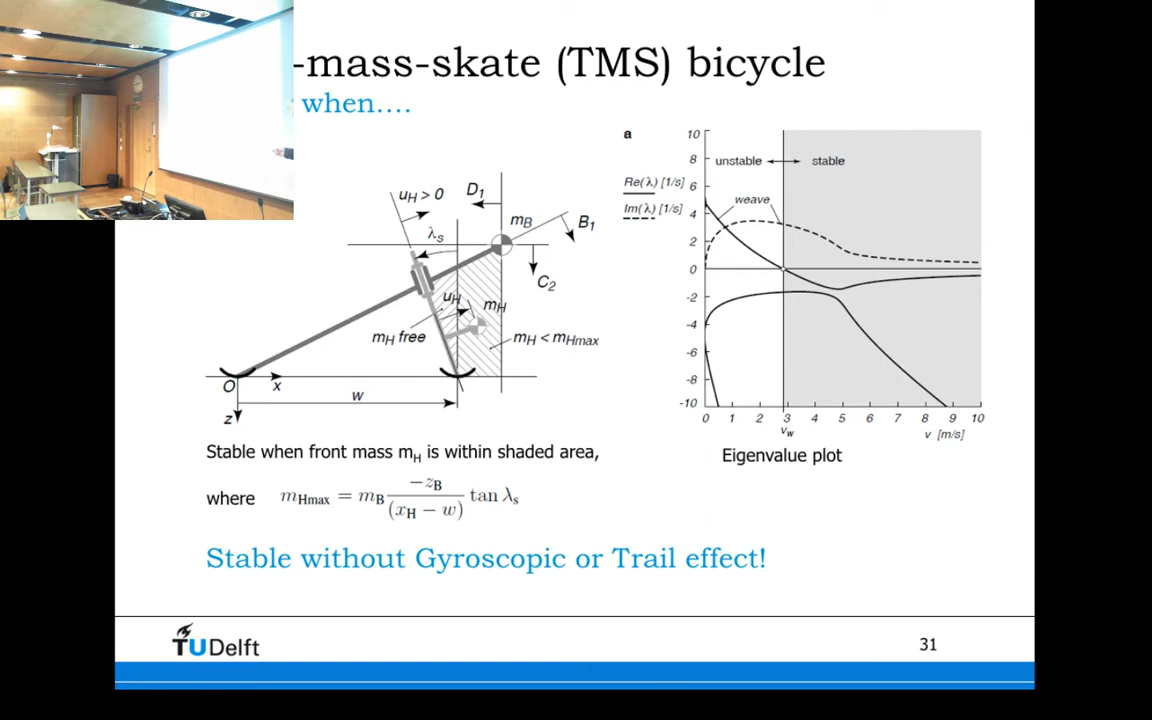 -mass-skate (TMS) bicycle
when....
u_H > 0
D_1
m_B
B_1
λ_s
C_2
u_H
m_H
m_H free
m_H < m_Hmax
O
x
w
z
a
10
8
6
4
2
0
-2
-4
-6
-8
-10
unstable
stable
Re(λ) [1/s]
Im(λ) [1/s]
weave
0 1 2 3 4 5 6 7 8 9 10
v_w
v [m/s]
Stable when front mass m_H is within shaded area,
Eigenvalue plot
where m_Hmax = m_B -z_B / (x_H - w) tan λ_s
Stable without Gyroscopic or Trail effect!
TUDelft
31